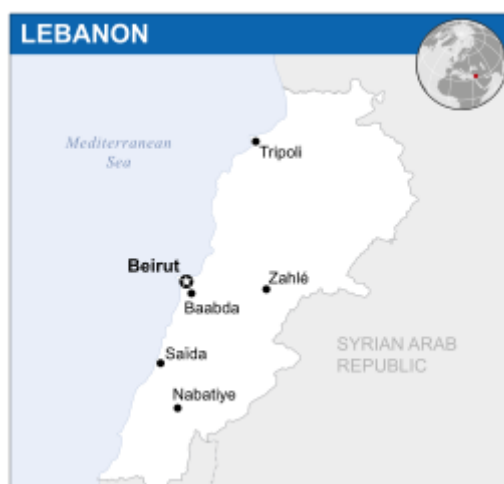 LEBANON
Mediterranean
Sea
Tripoli
Beirut
Zahlé
Baabda
SYRIAN ARAB
REPUBLIC
Saïda
Nabatiye